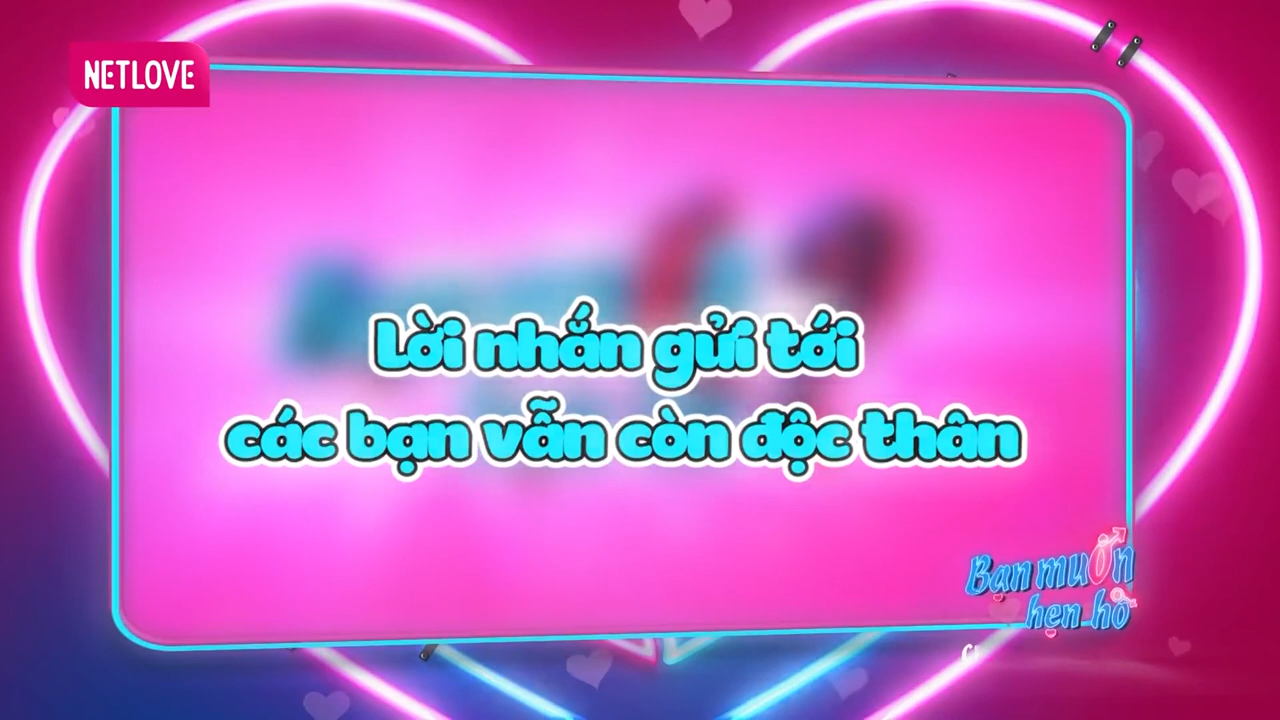 NETLOVE
Lời nhắn gửi tới
các bạn vẫn còn độc thân
Bạn muốn
hẹn hò